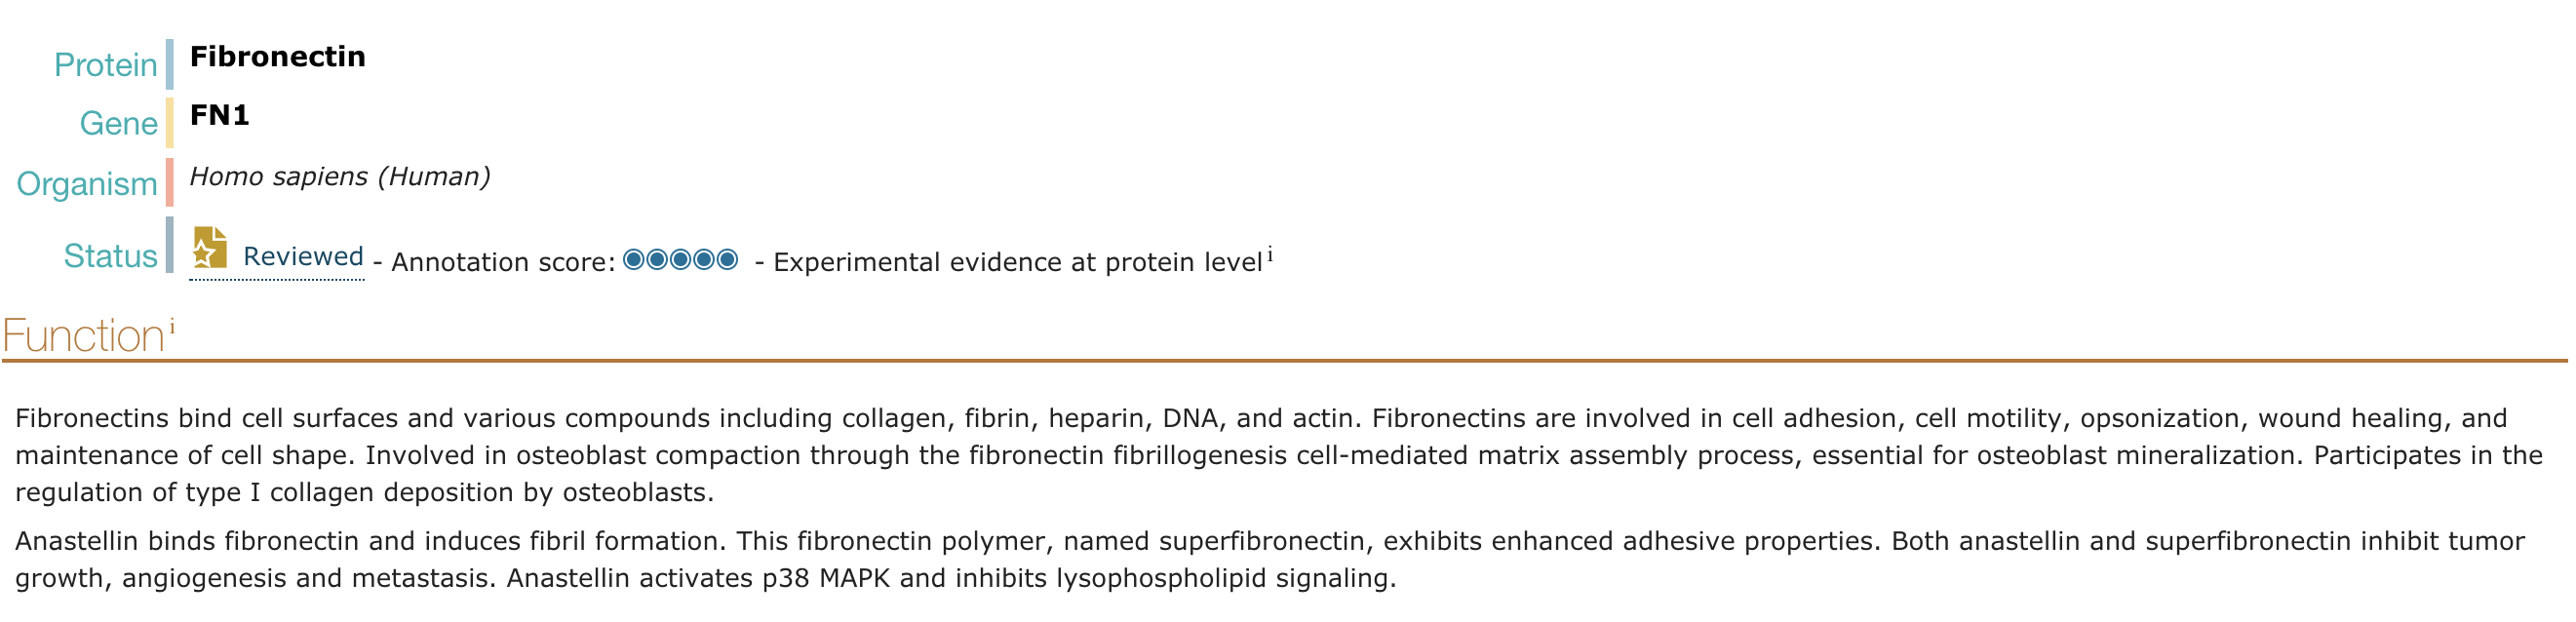 Protein Fibronectin
Gene FN1
Organism Homo sapiens (Human)
Status Reviewed - Annotation score: - Experimental evidence at protein level i
Function i
Fibronectins bind cell surfaces and various compounds including collagen, fibrin, heparin, DNA, and actin. Fibronectins are involved in cell adhesion, cell motility, opsonization, wound healing, and
maintenance of cell shape. Involved in osteoblast compaction through the fibronectin fibrillogenesis cell-mediated matrix assembly process, essential for osteoblast mineralization. Participates in the
regulation of type I collagen deposition by osteoblasts.
Anastellin binds fibronectin and induces fibril formation. This fibronectin polymer, named superfibronectin, exhibits enhanced adhesive properties. Both anastellin and superfibronectin inhibit tumor
growth, angiogenesis and metastasis. Anastellin activates p38 MAPK and inhibits lysophospholipid signaling.